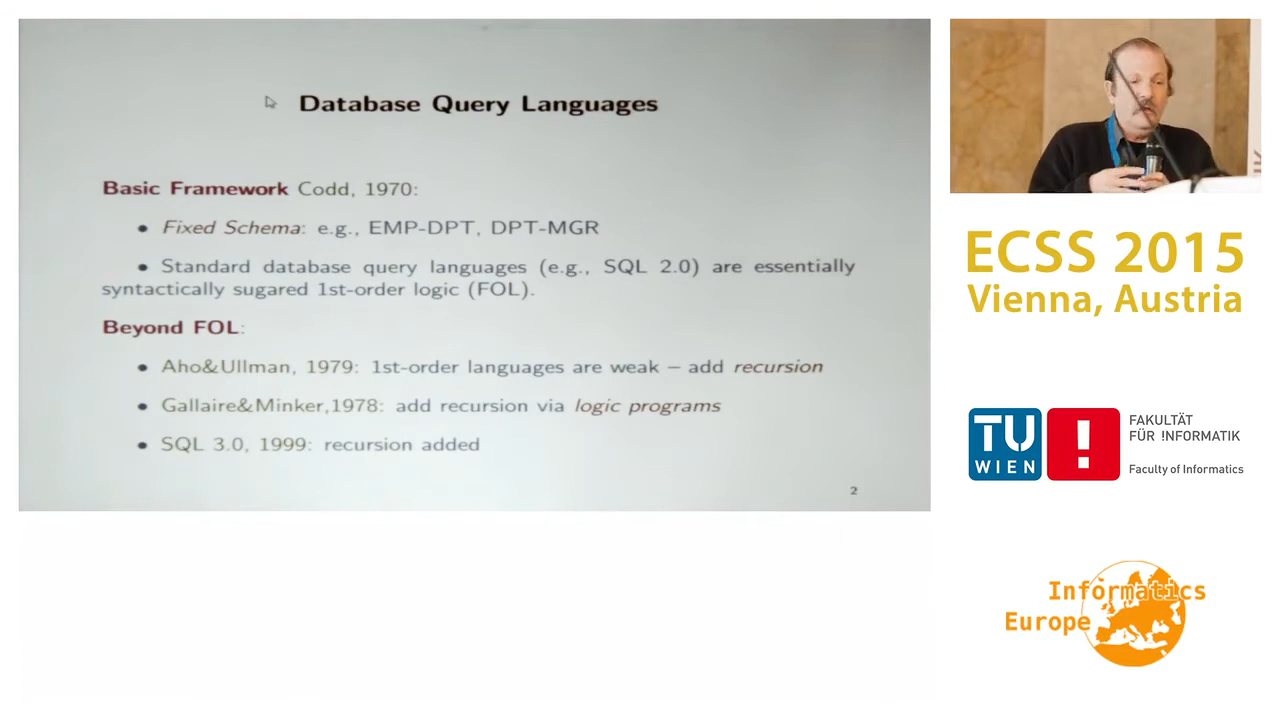 Database Query Languages
Basic Framework Codd, 1970:
• Fixed Schema: e.g., EMP-DPT, DPT-MGR
• Standard database query languages (e.g., SQL 2.0) are essentially
syntactically sugared 1st-order logic (FOL).
Beyond FOL:
• Aho&Ullman, 1979: 1st-order languages are weak – add recursion
• Gallaire&Minker,1978: add recursion via logic programs
• SQL 3.0, 1999: recursion added
2
ECSS 2015
Vienna, Austria
TU
WIEN
!
FAKULTÄT
FÜR !NFORMATIK
Faculty of Informatics
Informatics
Europe